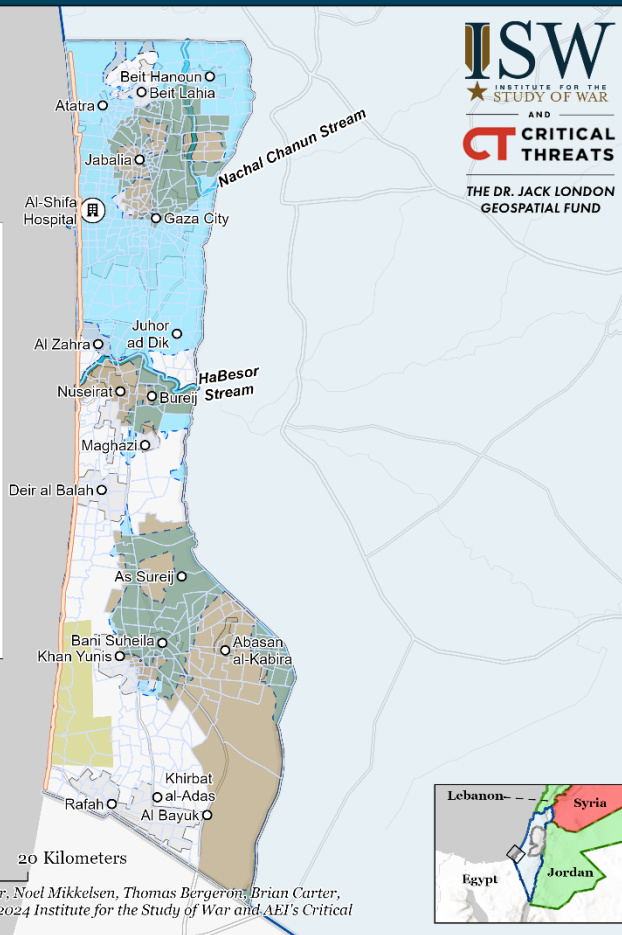 ISW
INSTITUTE FOR THE
STUDY OF WAR
AND
CT CRITICAL
THREATS
THE DR. JACK LONDON
GEOSPATIAL FUND
Beit Hanoun
Beit Lahia
Atatra
Jabalia
Nachal Chanun Stream
Al-Shifa
Hospital
Gaza City
Juhor
ad Dik
Al Zahra
HaBesor
Stream
Nuseirat
Bureij
Maghazi
Deir al Balah
As Sureij
Bani Suheila
Abasan
al-Kabira
Khan Yunis
Khirbat
al-Adas
Rafah
Al Bayuk
Lebanon
Syria
Egypt
Jordan
20 Kilometers
r, Noel Mikkelsen, Thomas Bergeron, Brian Carter,
2024 Institute for the Study of War and AEI's Critical